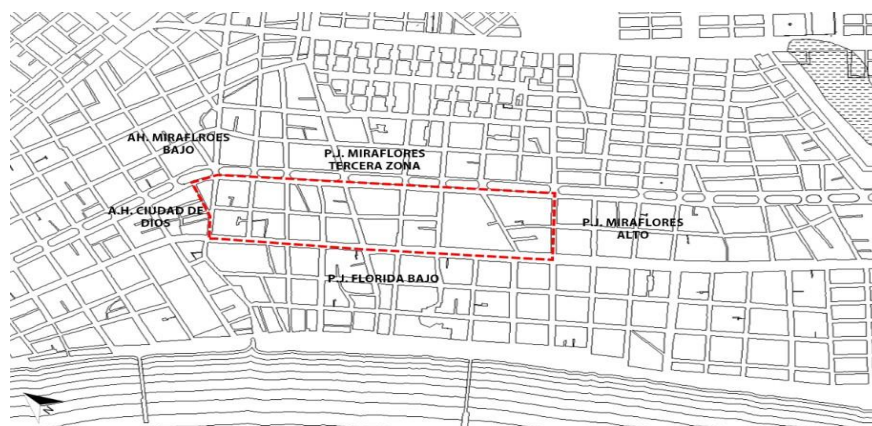 AH. MIRAFLROES
BAJO
P.J. MIRAFLORES
TERCERA ZONA
A.H. CIUDAD DE
DIOS
P.J. MIRAFLORES
ALTO
P.J. FLORIDA BAJO
N